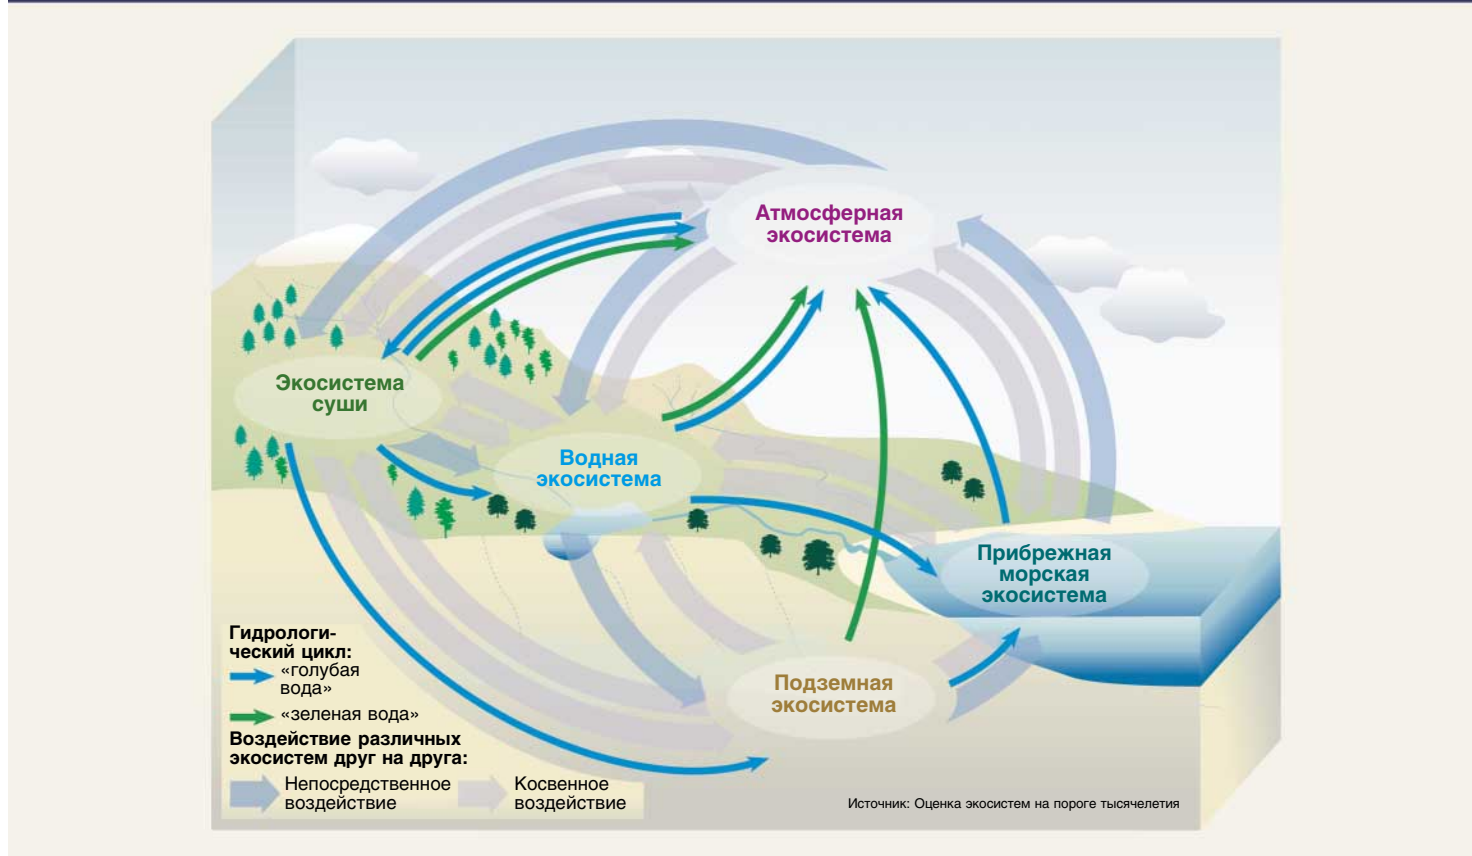 Атмосферная
экосистема
Экосистема
суши
Водная
экосистема
Прибрежная
морская
экосистема
Подземная
экосистема
Гидрологи-
ческий цикл:
«голубая
вода»
«зеленая вода»
Воздействие различных
экосистем друг на друга:
Непосредственное
воздействие
Косвенное
воздействие
Источник: Оценка экосистем на пороге тысячелетия